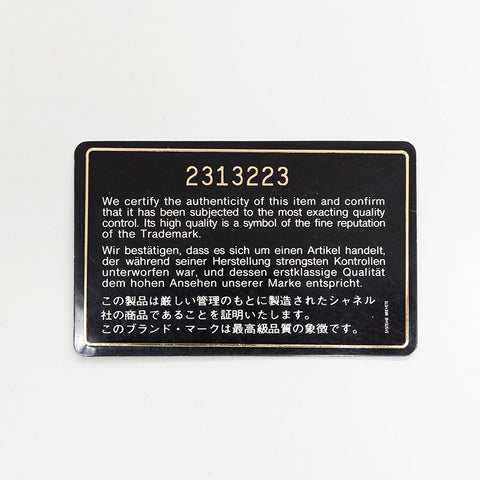 2313223
We certify the authenticity of this item and confirm
that it has been subjected to the most exacting quality
control. Its high quality is a symbol of the fine reputation
of the Trademark.
Wir bestätigen, dass es sich um einen Artikel handelt,
der während seiner Herstellung strengsten Kontrollen
unterworfen war, und dessen erstklassige Qualität
dem hohen Ansehen unserer Marke entspricht.
この製品は厳しい管理のもとに製造されたシャネル
社の商品であることを証明いたします。
このブランド・マークは最高級品質の象徴です。
SYSTEME BREVETE